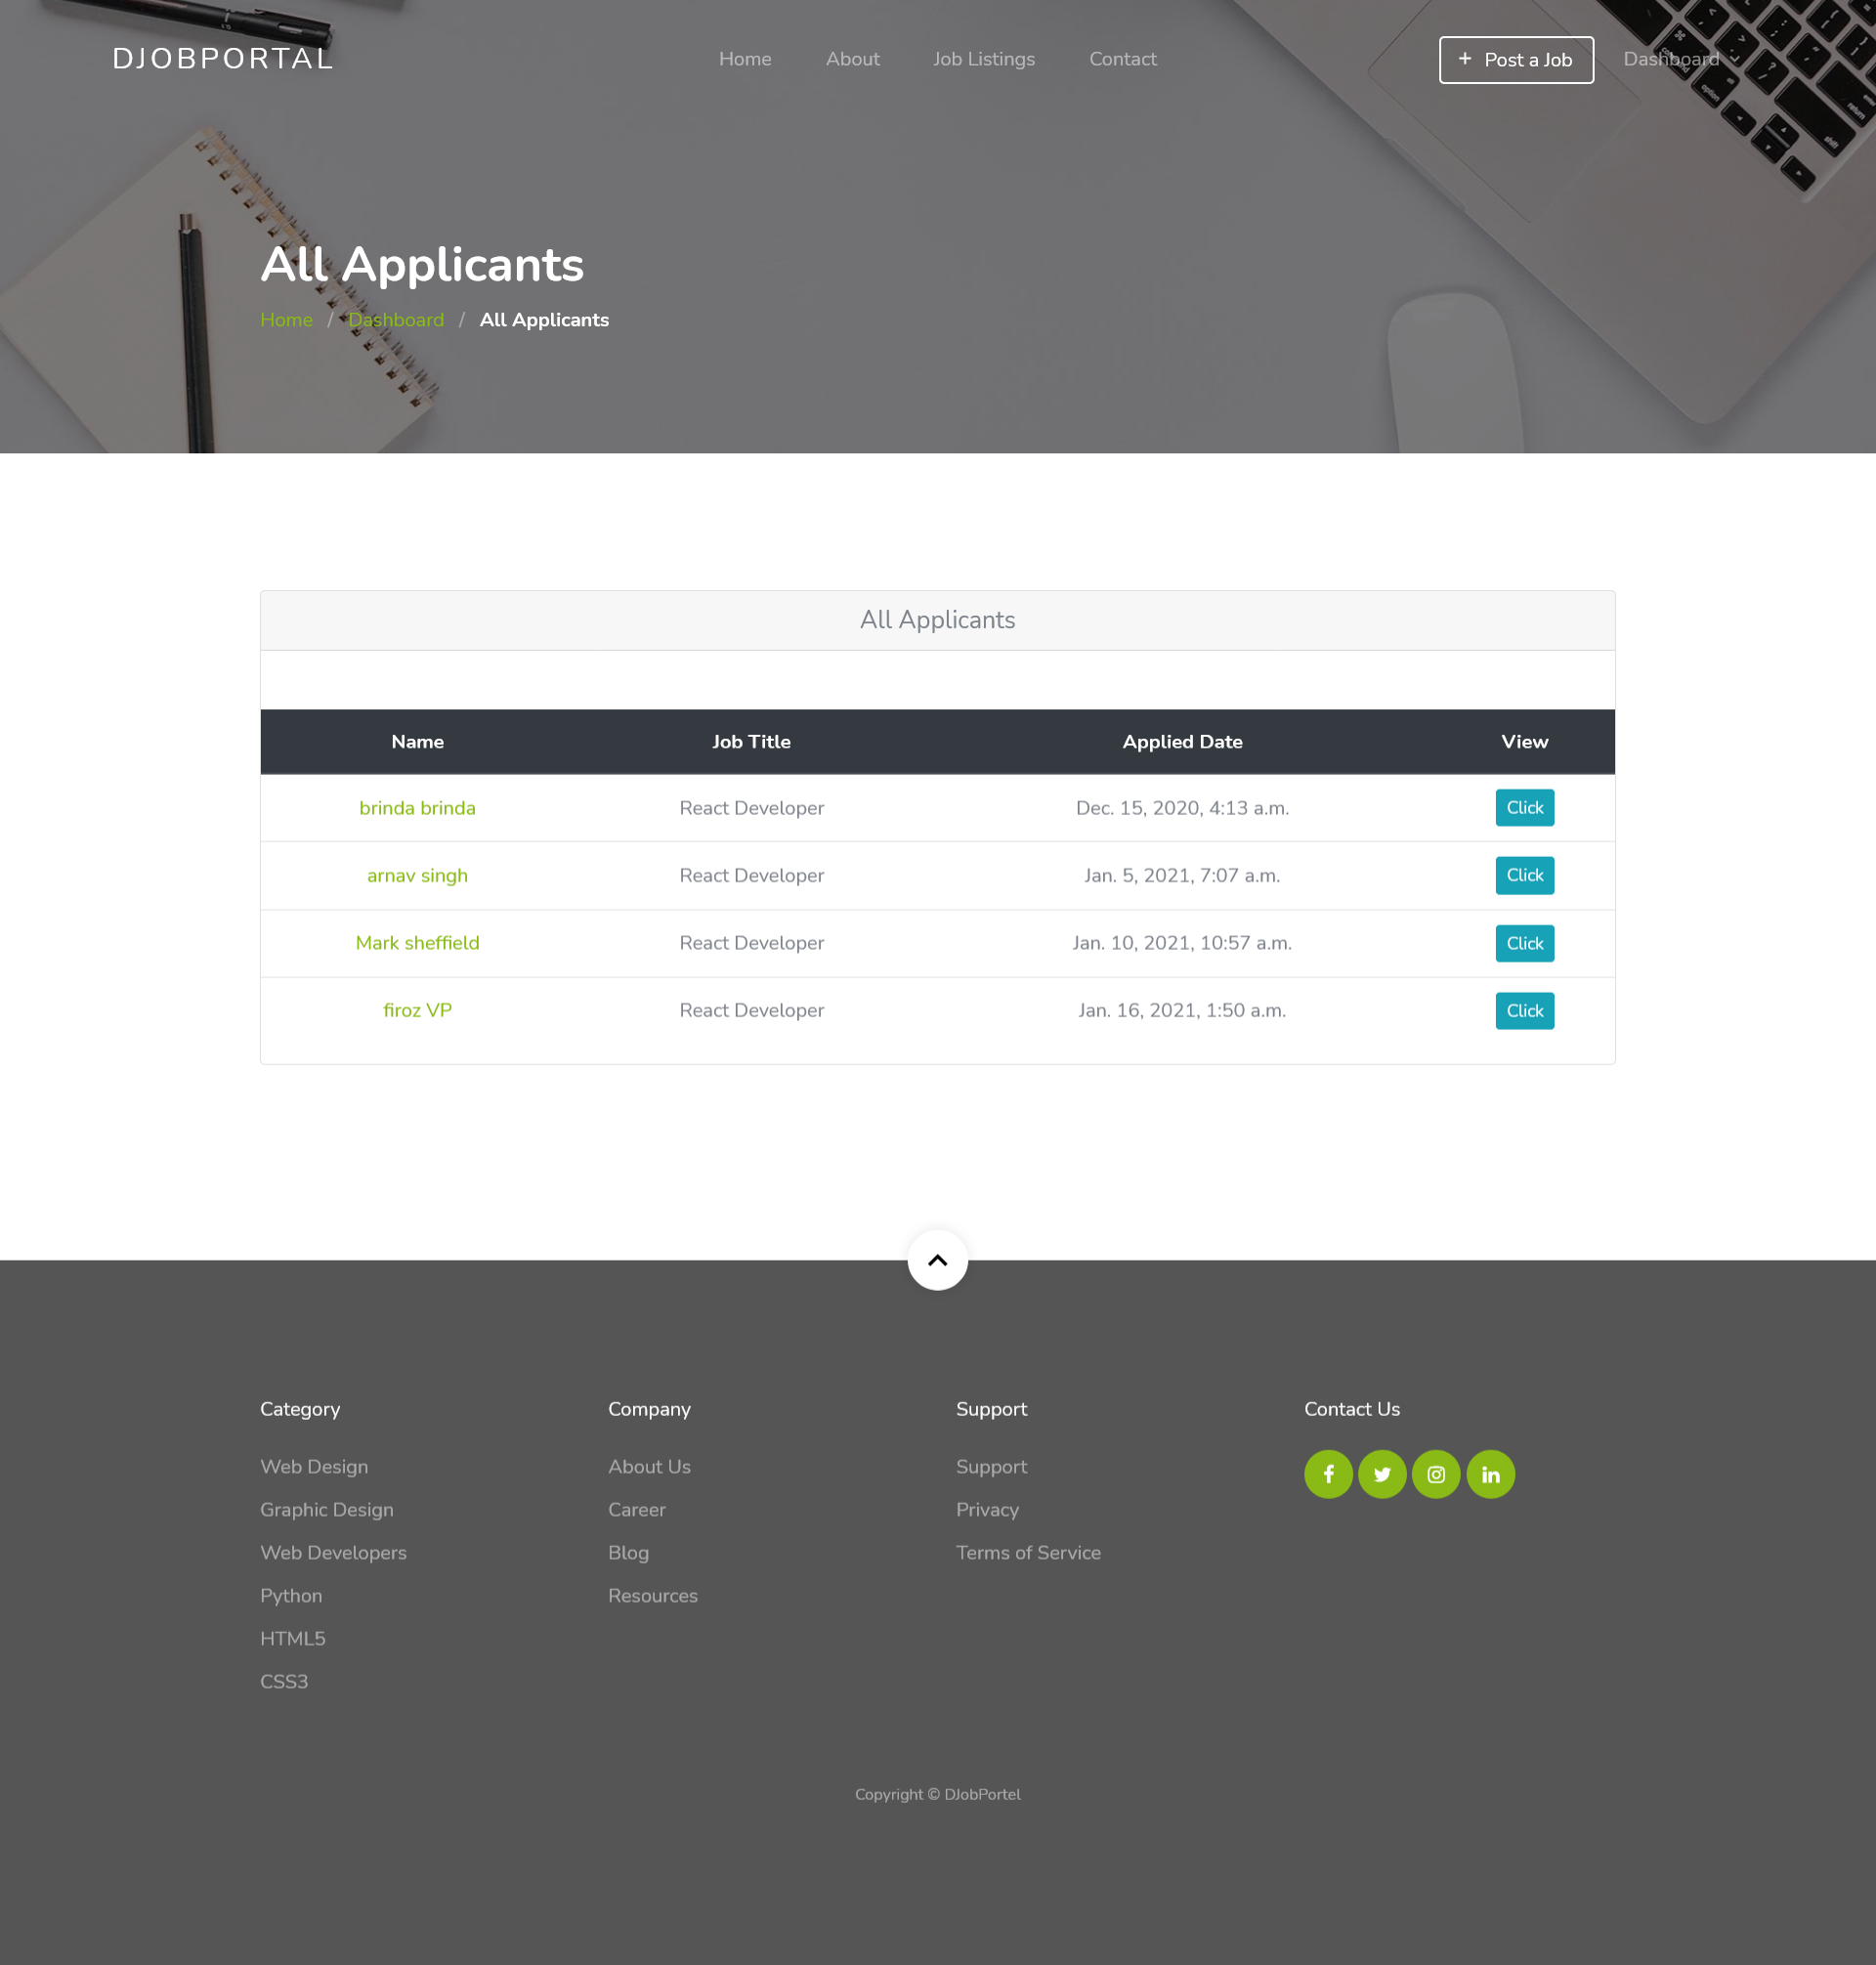 DJOBPORTAL Home About Job Listings Contact + Post a Job Dashboard
All Applicants
Home / Dashboard / All Applicants
All Applicants
Name Job Title Applied Date View
brinda brinda React Developer Dec. 15, 2020, 4:13 a.m. Click
arnav singh React Developer Jan. 5, 2021, 7:07 a.m. Click
Mark sheffield React Developer Jan. 10, 2021, 10:57 a.m. Click
firoz VP React Developer Jan. 16, 2021, 1:50 a.m. Click
Category Company Support Contact Us
Web Design About Us Support
Graphic Design Career Privacy
Web Developers Blog Terms of Service
Python Resources
HTML5
CSS3
Copyright © DJobPortel